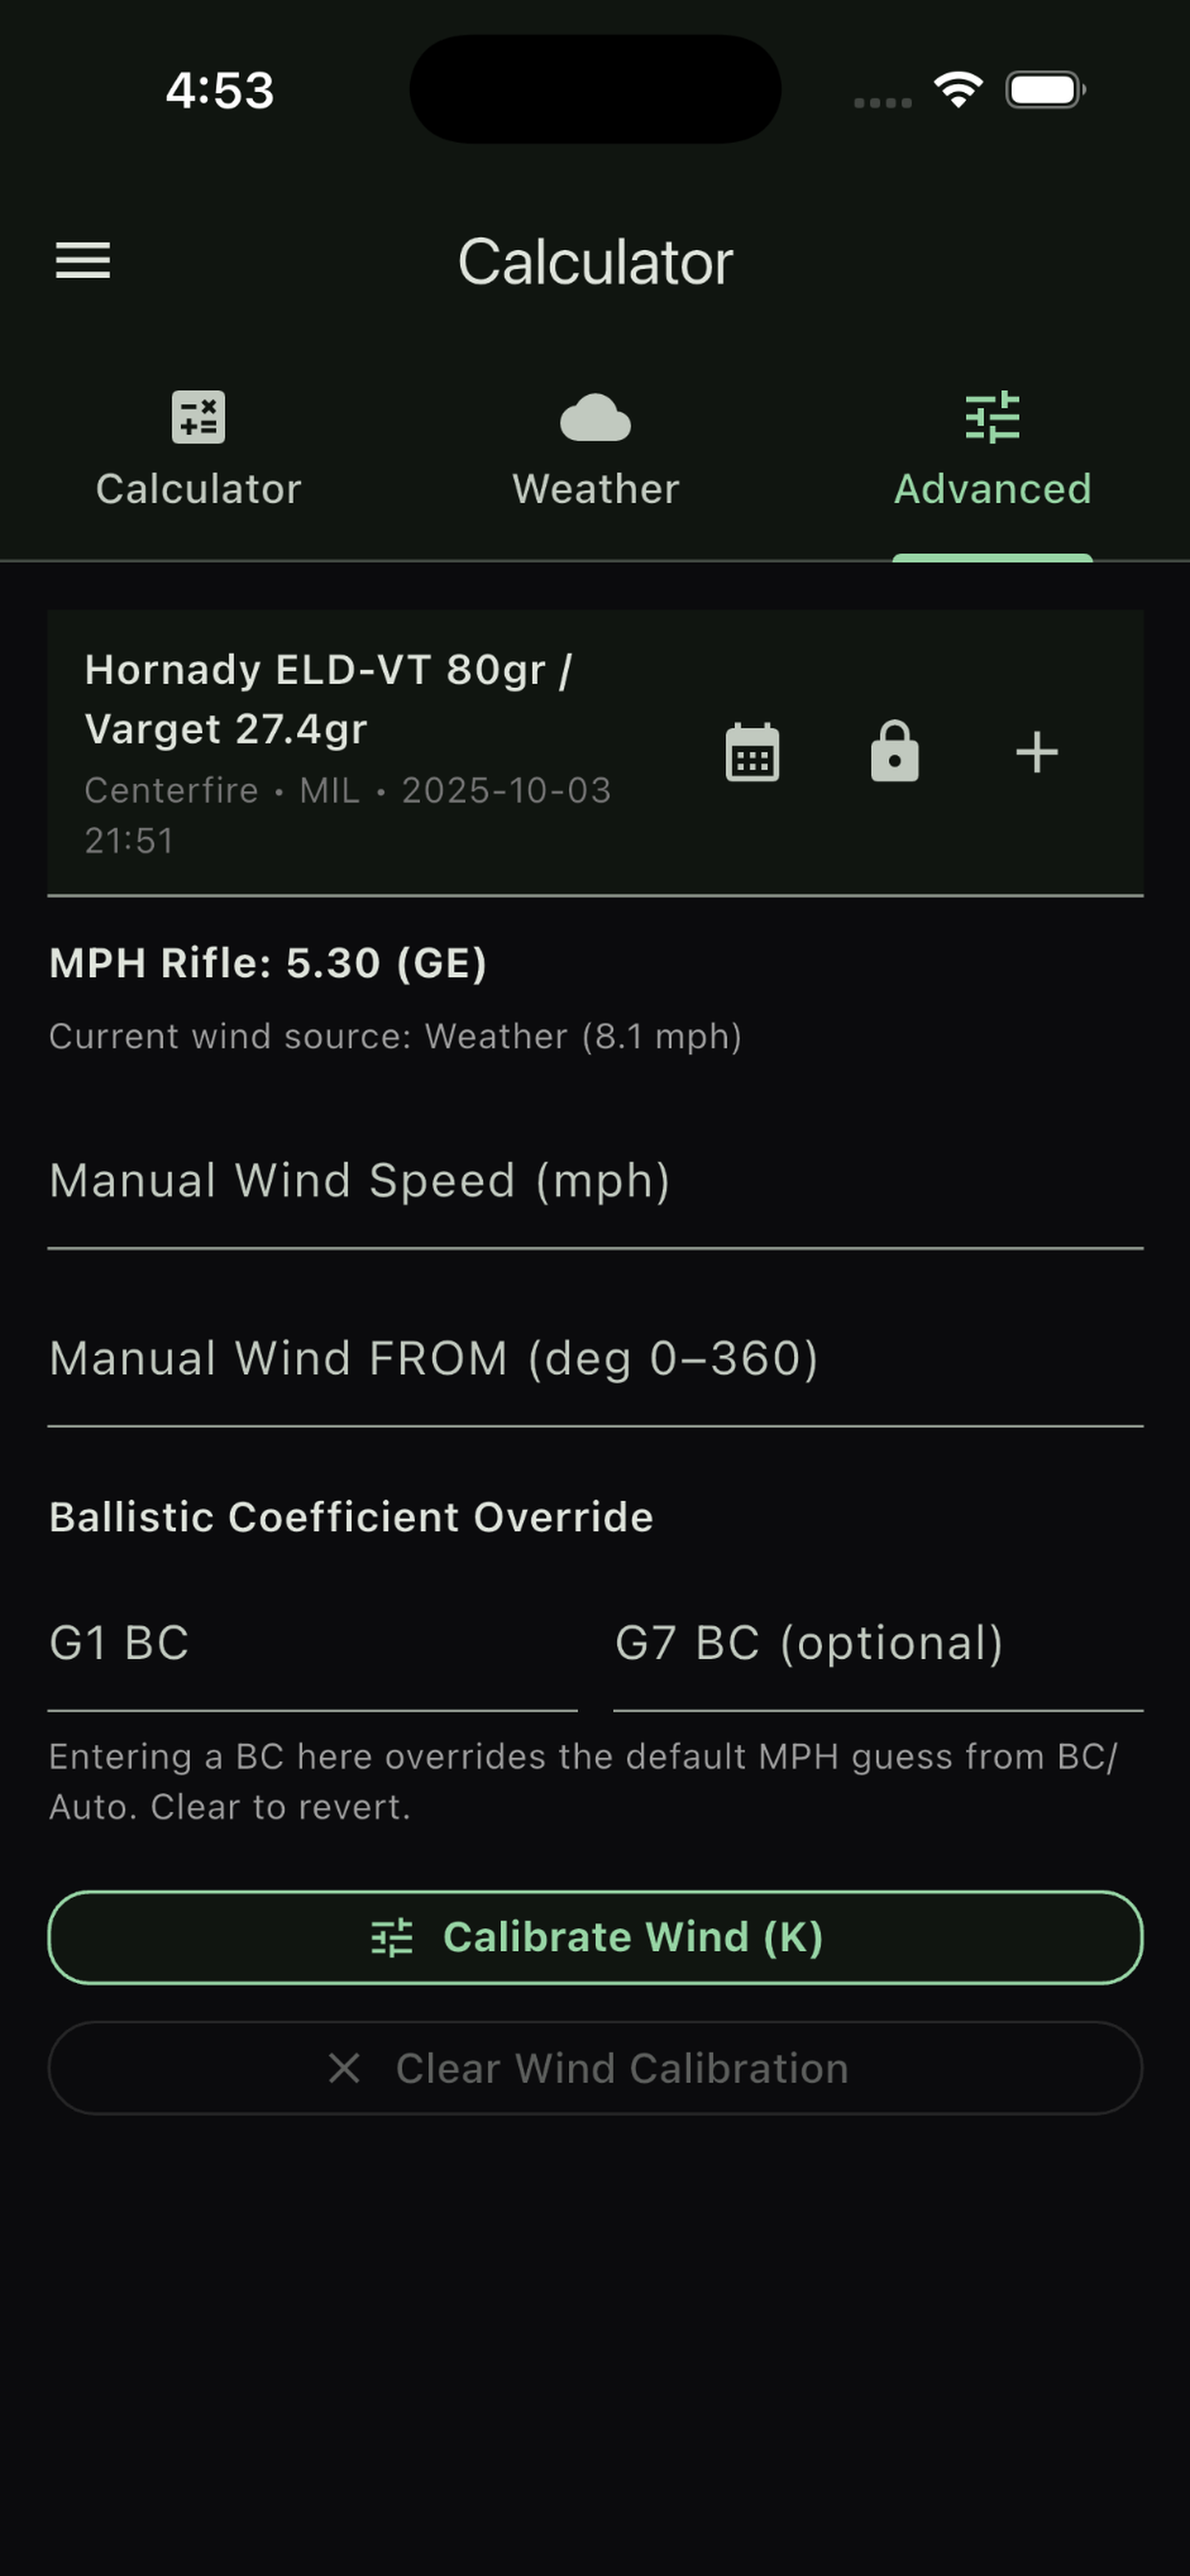 4:53
Calculator
Calculator
Weather
Advanced
Hornady ELD-VT 80gr /
Varget 27.4gr
Centerfire • MIL • 2025-10-03
21:51
MPH Rifle: 5.30 (GE)
Current wind source: Weather (8.1 mph)
Manual Wind Speed (mph)
Manual Wind FROM (deg 0–360)
Ballistic Coefficient Override
G1 BC
G7 BC (optional)
Entering a BC here overrides the default MPH guess from BC/
Auto. Clear to revert.
Calibrate Wind (K)
Clear Wind Calibration